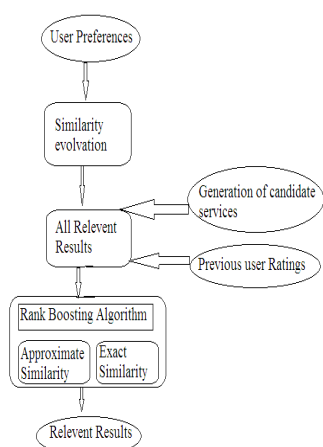 User Preferences
Similarity
evolvation
Generation of candidate
services
All Relevent
Results
Previous user Ratings
Rank Boosting Algorithm
Approximate
Similarity
Exact
Similarity
Relevent Results